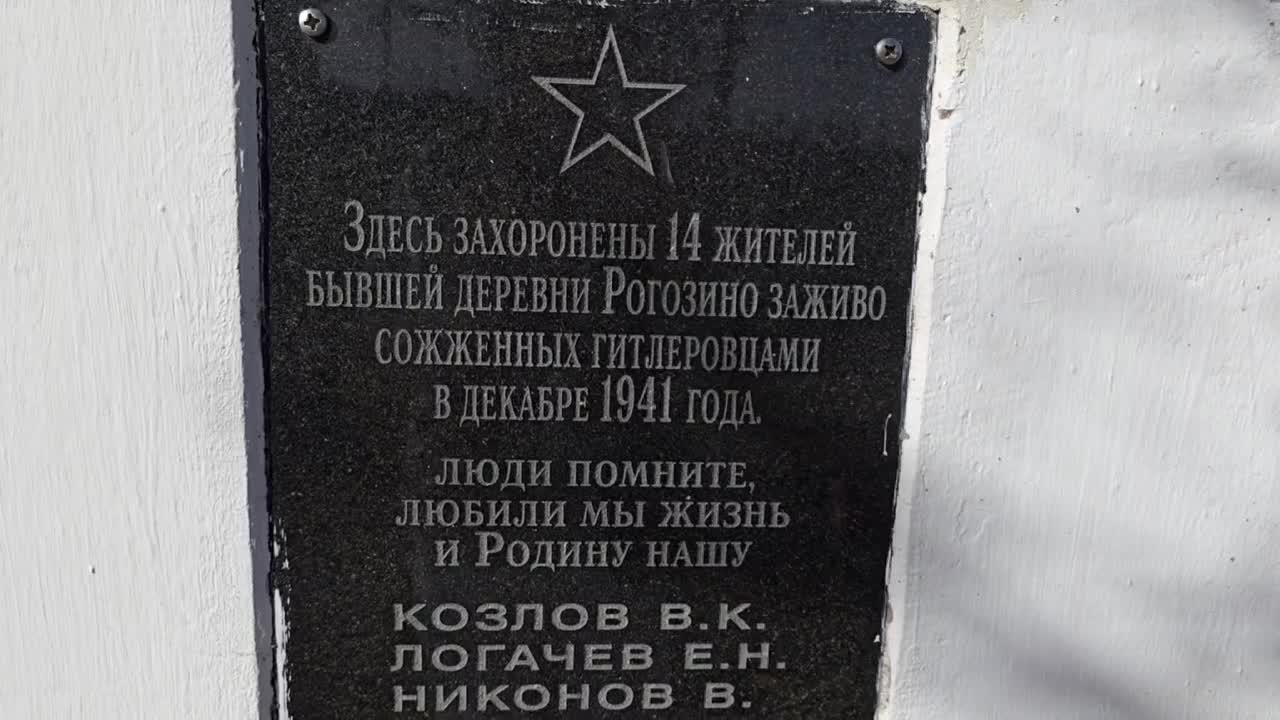 Здесь захоронены 14 жителей
бывшей деревни Рогозино заживо
сожженных гитлеровцами
в декабре 1941 года.
люди помните,
любили мы жизнь
и Родину нашу
КОЗЛОВ В.К.
ЛОГАЧЕВ Е.Н.
НИКОНОВ В.